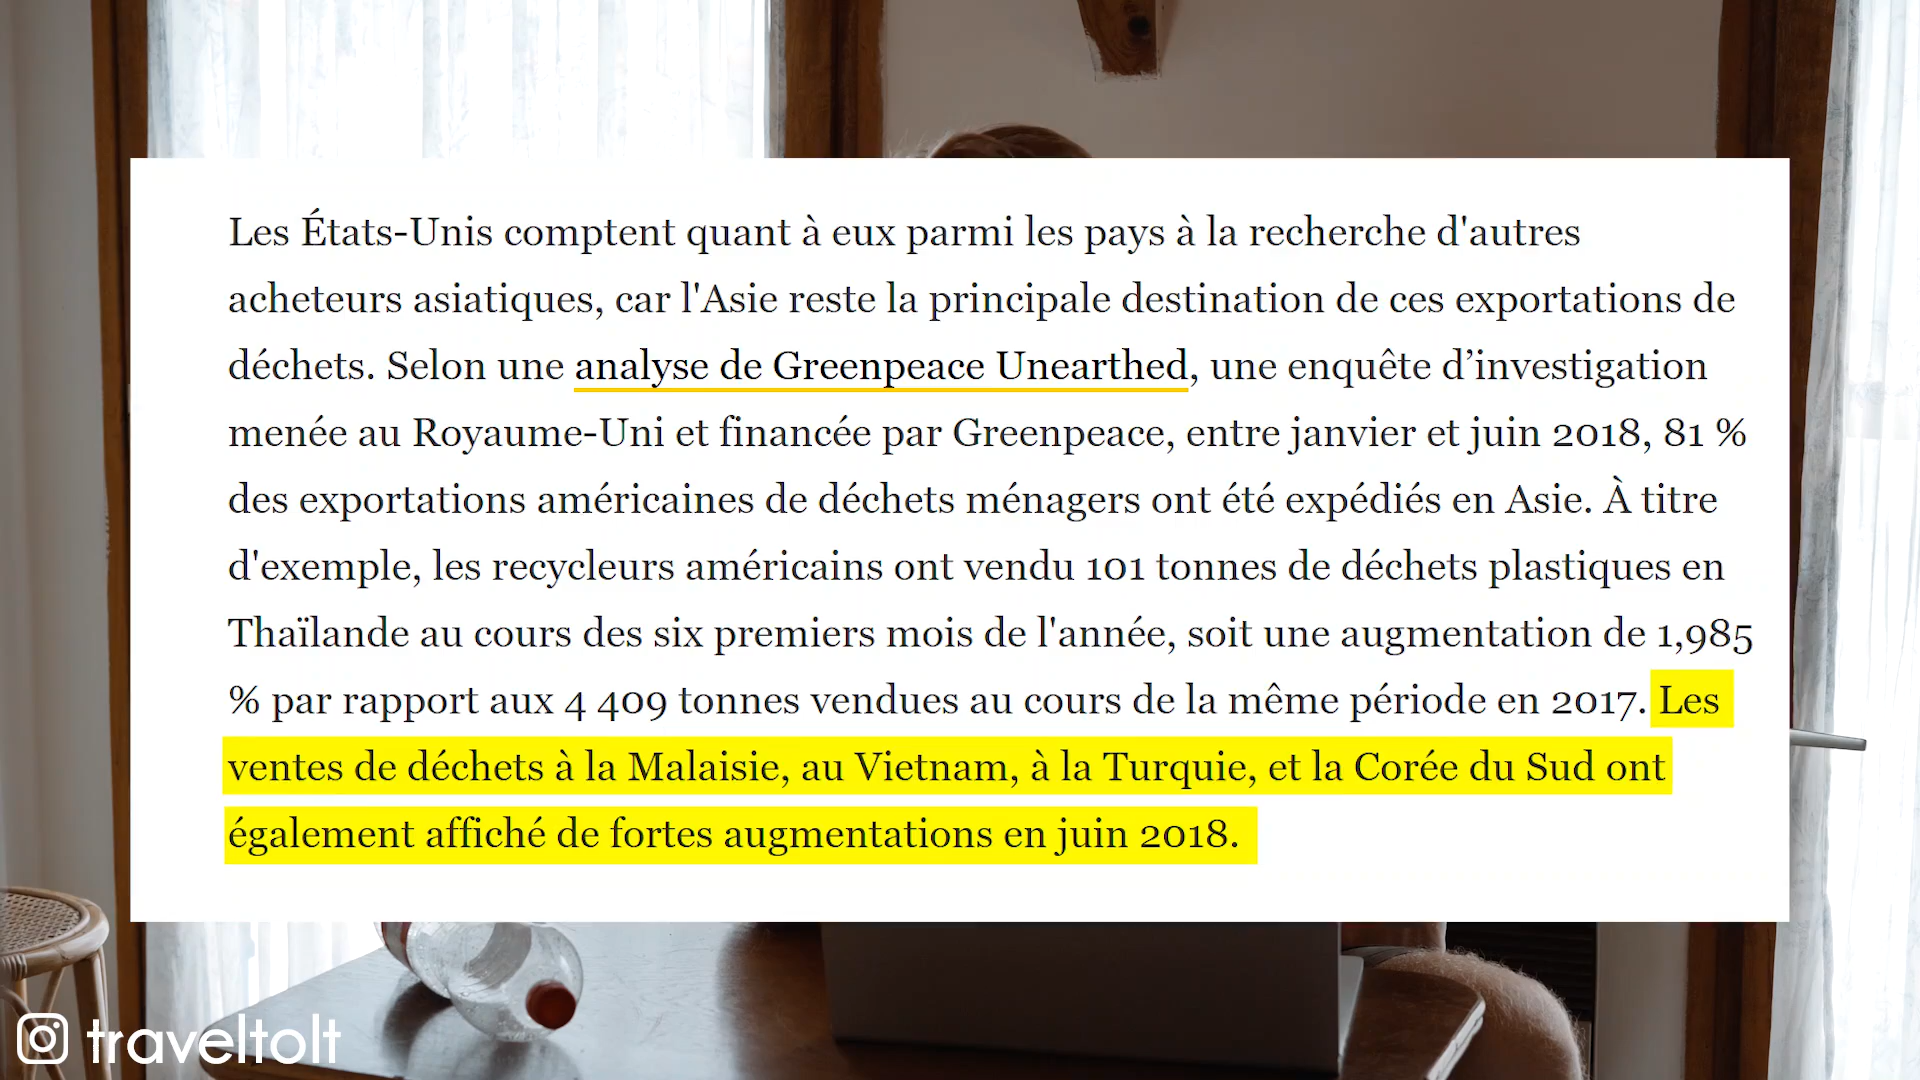 Les États-Unis comptent quant à eux parmi les pays à la recherche d'autres
acheteurs asiatiques, car l'Asie reste la principale destination de ces exportations de
déchets. Selon une analyse de Greenpeace Unearthed, une enquête d’investigation
menée au Royaume-Uni et financée par Greenpeace, entre janvier et juin 2018, 81 %
des exportations américaines de déchets ménagers ont été expédiés en Asie. À titre
d'exemple, les recycleurs américains ont vendu 101 tonnes de déchets plastiques en
Thaïlande au cours des six premiers mois de l'année, soit une augmentation de 1,985
% par rapport aux 4 409 tonnes vendues au cours de la même période en 2017. Les
ventes de déchets à la Malaisie, au Vietnam, à la Turquie, et la Corée du Sud ont
également affiché de fortes augmentations en juin 2018.
traveltolt